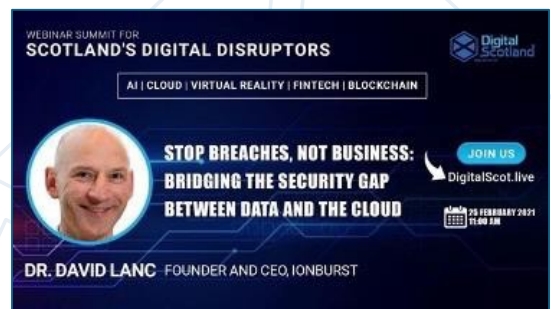 WEBINAR SUMMIT FOR
SCOTLAND'S DIGITAL DISRUPTORS
Digital
Scotland
AI | CLOUD | VIRTUAL REALITY | FINTECH | BLOCKCHAIN
STOP BREACHES, NOT BUSINESS:
BRIDGING THE SECURITY GAP
BETWEEN DATA AND THE CLOUD
JOIN US
DigitalScot.live
25 FEBRUARY 2021
11:00 AM
DR. DAVID LANC FOUNDER AND CEO, IONBURST